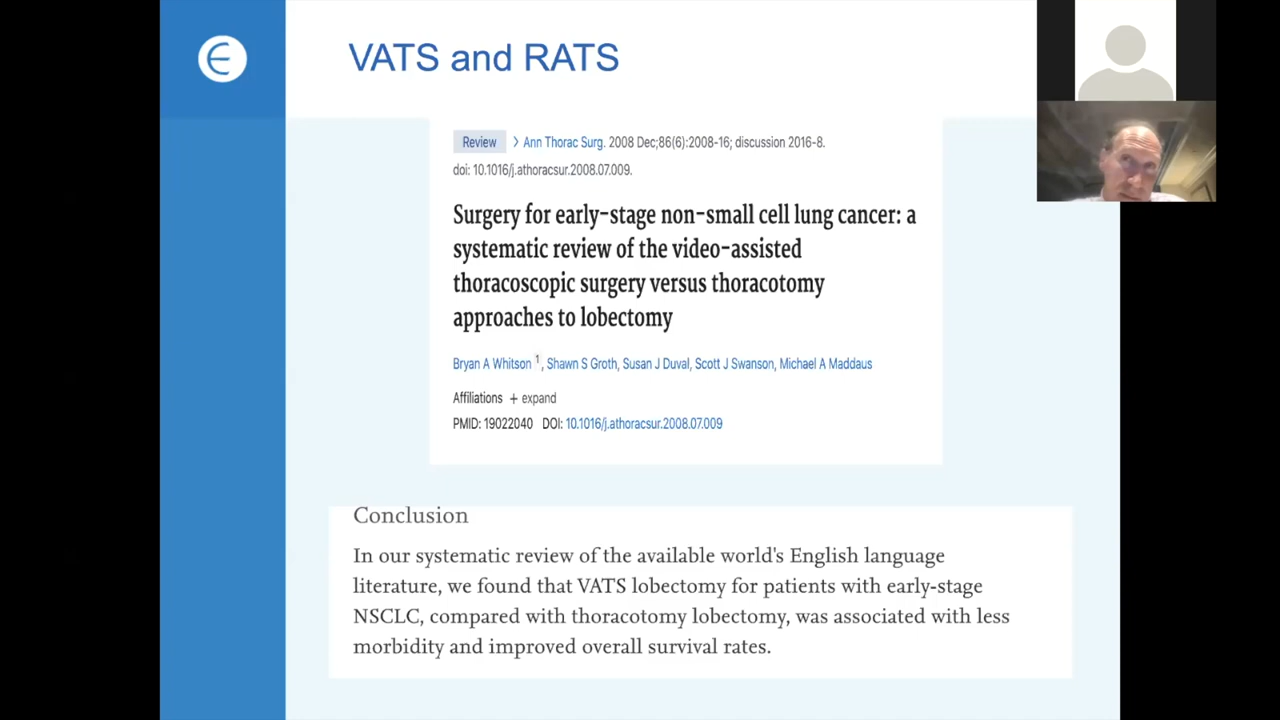 VATS and RATS
Review > Ann Thorac Surg. 2008 Dec;86(6):2008-16; discussion 2016-8.
doi: 10.1016/j.athoracsur.2008.07.009.
Surgery for early-stage non-small cell lung cancer: a
systematic review of the video-assisted
thoracoscopic surgery versus thoracotomy
approaches to lobectomy
Bryan A Whitson 1, Shawn S Groth, Susan J Duval, Scott J Swanson, Michael A Maddaus
Affiliations + expand
PMID: 19022040 DOI: 10.1016/j.athoracsur.2008.07.009
Conclusion
In our systematic review of the available world's English language
literature, we found that VATS lobectomy for patients with early-stage
NSCLC, compared with thoracotomy lobectomy, was associated with less
morbidity and improved overall survival rates.